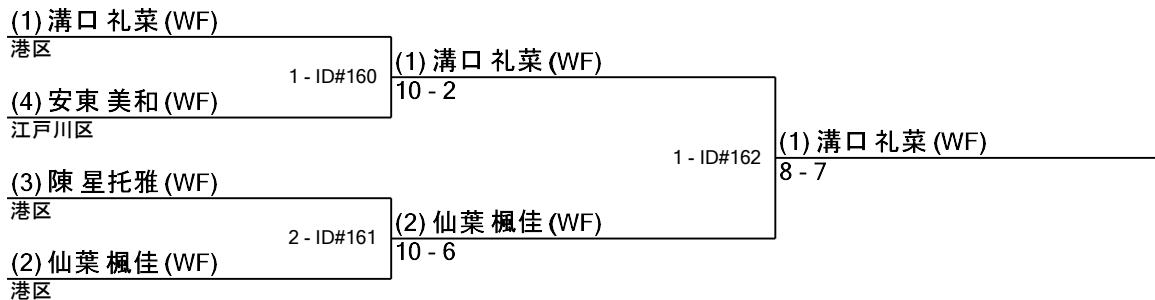 (1) 溝口 礼菜 (WF)
港区
1 - ID#160
(4) 安東 美和 (WF)
江戸川区
(1) 溝口 礼菜 (WF)
10 - 2
(3) 陳 星托雅 (WF)
港区
2 - ID#161
(2) 仙葉 楓佳 (WF)
港区
(2) 仙葉 楓佳 (WF)
10 - 6
1 - ID#162
(1) 溝口 礼菜 (WF)
8 - 7